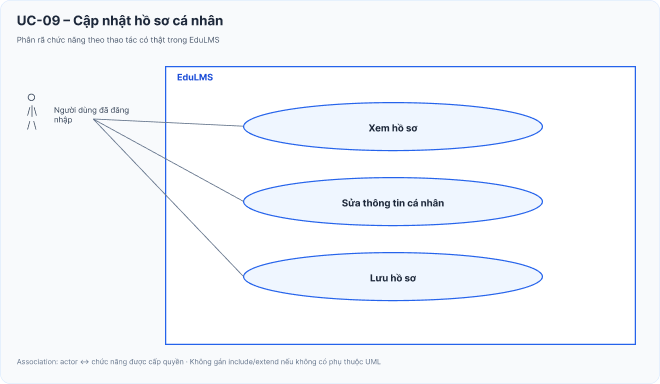 UC-09 – Cập nhật hồ sơ cá nhân
Phân rã chức năng theo thao tác có thật trong EduLMS
EduLMS
Người dùng đã đăng
nhập
Xem hồ sơ
Sửa thông tin cá nhân
Lưu hồ sơ
Association: actor ↔ chức năng được cấp quyền · Không gán include/extend nếu không có phụ thuộc UML